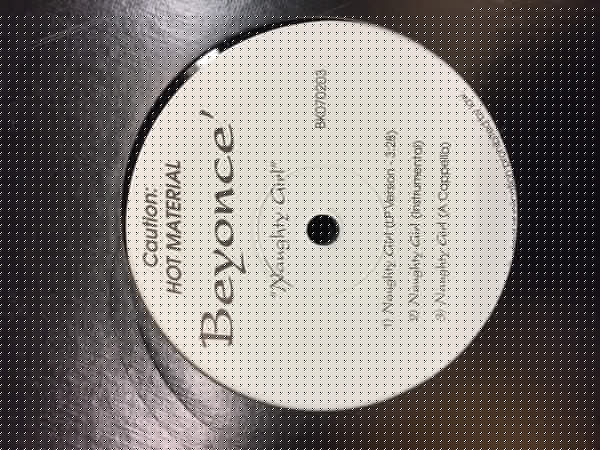 Caution:
HOT MATERIAL
Beyonce'
"Naughty Girl"
BK070203
1) Naughty Girl (LP Version - 3:28)
2) Naughty Girl (Instrumental)
3) Naughty Girl (A Cappella)